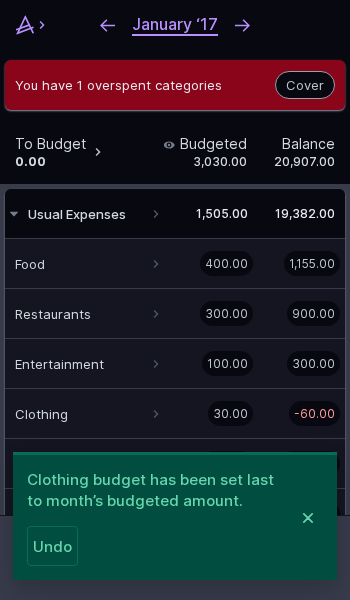 January ‘17
You have 1 overspent categories
Cover
To Budget
0.00
Budgeted
3,030.00
Balance
20,907.00
Usual Expenses 1,505.00 19,382.00
Food 400.00 1,155.00
Restaurants 300.00 900.00
Entertainment 100.00 300.00
Clothing 30.00 -60.00
Clothing budget has been set last
to month’s budgeted amount.
Undo